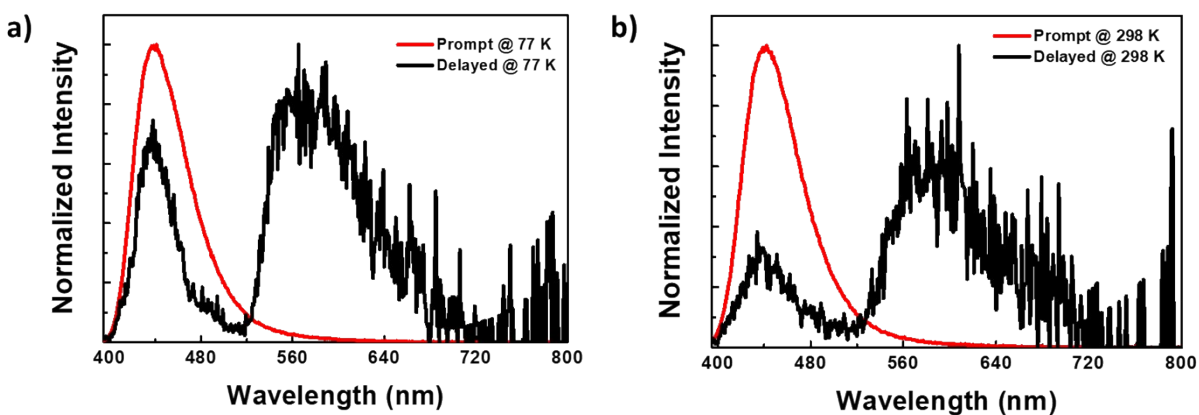 a)
Prompt @ 77 K
Delayed @ 77 K
Normalized Intensity
400 480 560 640 720 800
Wavelength (nm)
b)
Prompt @ 298 K
Delayed @ 298 K
Normalized Intensity
400 480 560 640 720 800
Wavelength (nm)